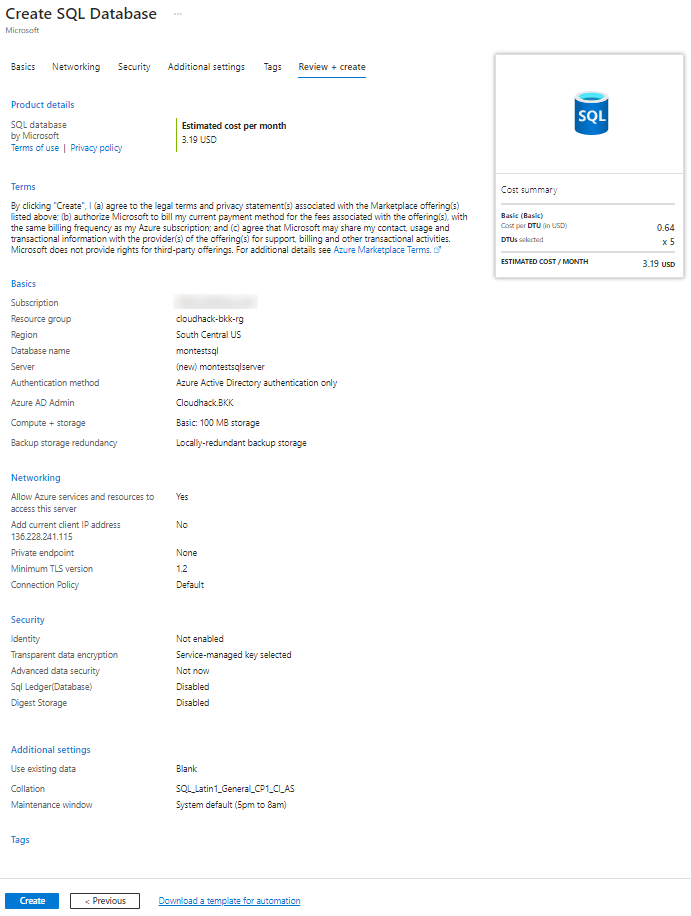 Create SQL Database ...
Microsoft
Basics Networking Security Additional settings Tags Review + create
Product details
SQL database
by Microsoft
Terms of use | Privacy policy
Estimated cost per month
3.19 USD
Terms
By clicking "Create", I (a) agree to the legal terms and privacy statement(s) associated with the Marketplace offering(s)
listed above; (b) authorize Microsoft to bill my current payment method for the fees associated with the offering(s), with
the same billing frequency as my Azure subscription; and (c) agree that Microsoft may share my contact, usage and
transactional information with the provider(s) of the offering(s) for support, billing and other transactional activities.
Microsoft does not provide rights for third-party offerings. For additional details see Azure Marketplace Terms.
Basics
Subscription
Resource group cloudhack-bkk-rg
Region South Central US
Database name montestsql
Server (new) montestsqlserver
Authentication method Azure Active Directory authentication only
Azure AD Admin Cloudhack.BKK
Compute + storage Basic: 100 MB storage
Backup storage redundancy Locally-redundant backup storage
Networking
Allow Azure services and resources to
access this server Yes
Add current client IP address
136.228.241.115 No
Private endpoint None
Minimum TLS version 1.2
Connection Policy Default
Security
Identity Not enabled
Transparent data encryption Service-managed key selected
Advanced data security Not now
Sql Ledger(Database) Disabled
Digest Storage Disabled
Additional settings
Use existing data Blank
Collation SQL_Latin1_General_CP1_CI_AS
Maintenance window System default (5pm to 8am)
Tags
SQL
Cost summary
Basic (Basic)
Cost per DTU (in USD) 0.64
DTUs selected x 5
ESTIMATED COST / MONTH 3.19 USD
Create < Previous Download a template for automation